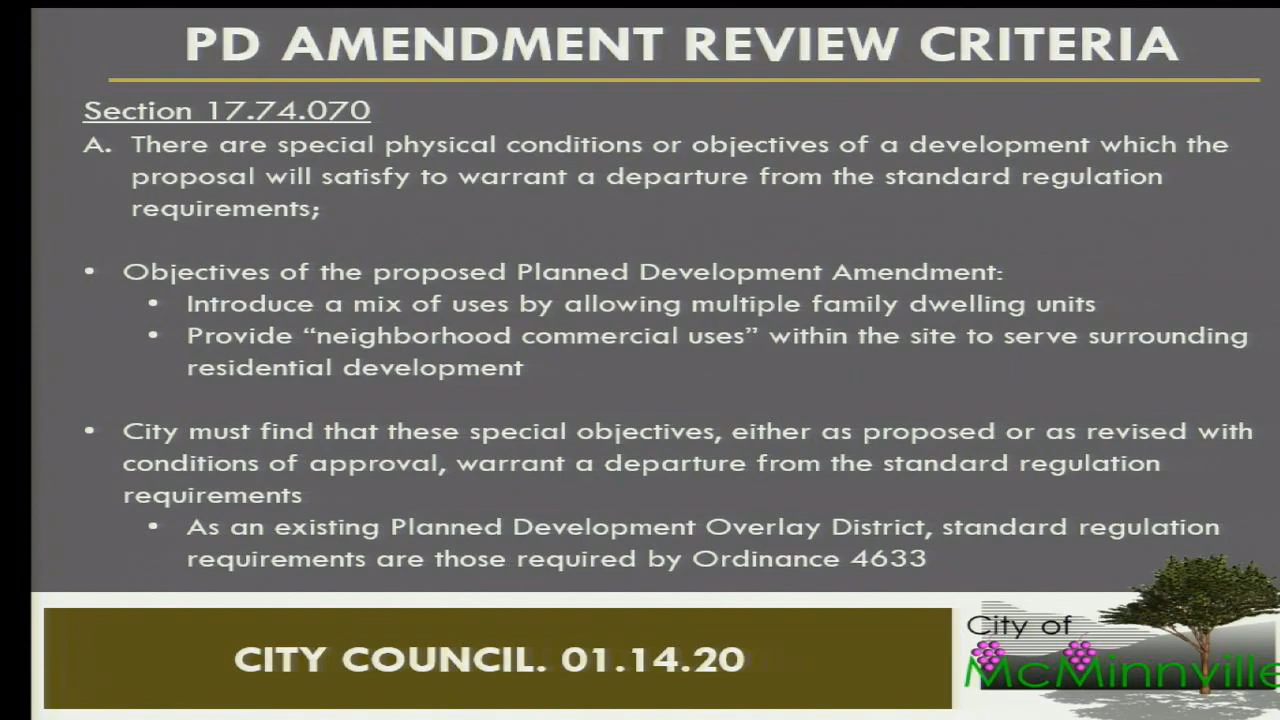 PD AMENDMENT REVIEW CRITERIA
Section 17.74.070
A. There are special physical conditions or objectives of a development which the
proposal will satisfy to warrant a departure from the standard regulation
requirements;
• Objectives of the proposed Planned Development Amendment:
• Introduce a mix of uses by allowing multiple family dwelling units
• Provide “neighborhood commercial uses” within the site to serve surrounding
residential development
• City must find that these special objectives, either as proposed or as revised with
conditions of approval, warrant a departure from the standard regulation
requirements
• As an existing Planned Development Overlay District, standard regulation
requirements are those required by Ordinance 4633
CITY COUNCIL. 01.14.20
City of
McMinnville